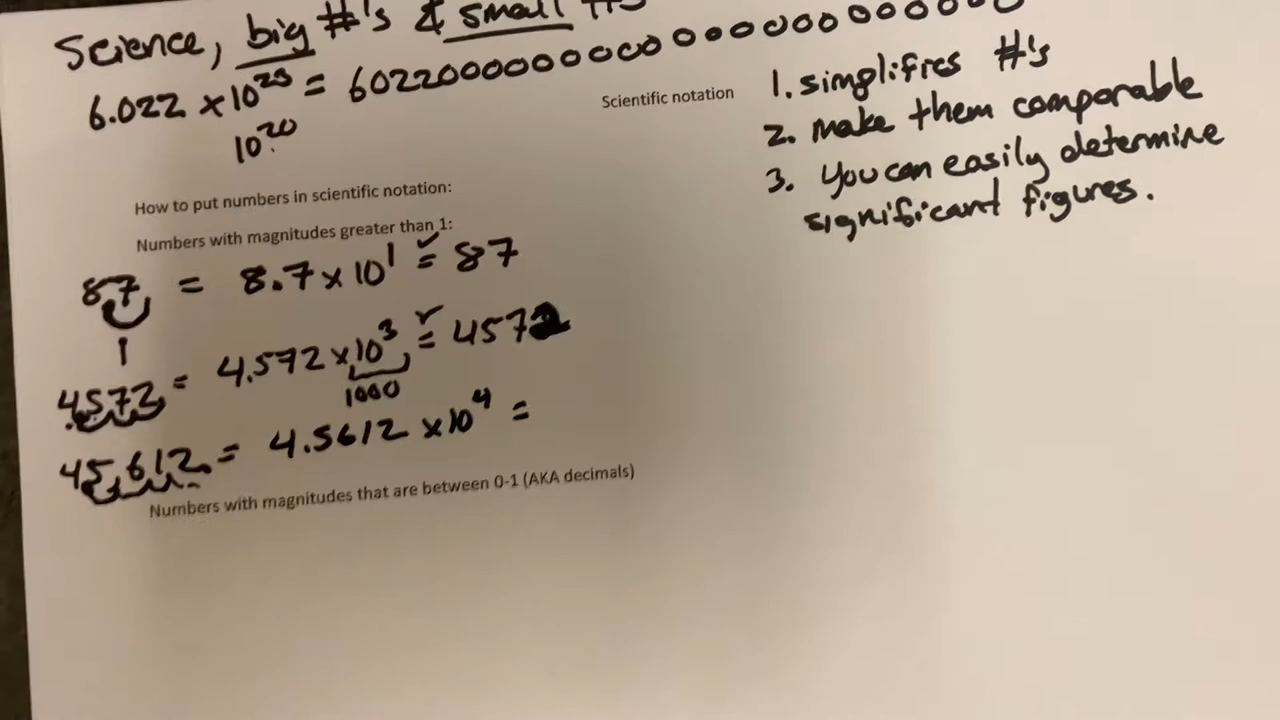 Science, big #'s & small #'s
6.022 x10²³ = 602200000000000000000000
10²⁰
Scientific notation
1. simplifies #'s
2. make them comparable
3. you can easily determine
significant figures.
How to put numbers in scientific notation:
Numbers with magnitudes greater than 1:
87 = 8.7 x 10¹ = 87
1
4572 = 4.572 x10³ = 4572
1000
45,612. = 4.5612 x10⁴ =
Numbers with magnitudes that are between 0-1 (AKA decimals)